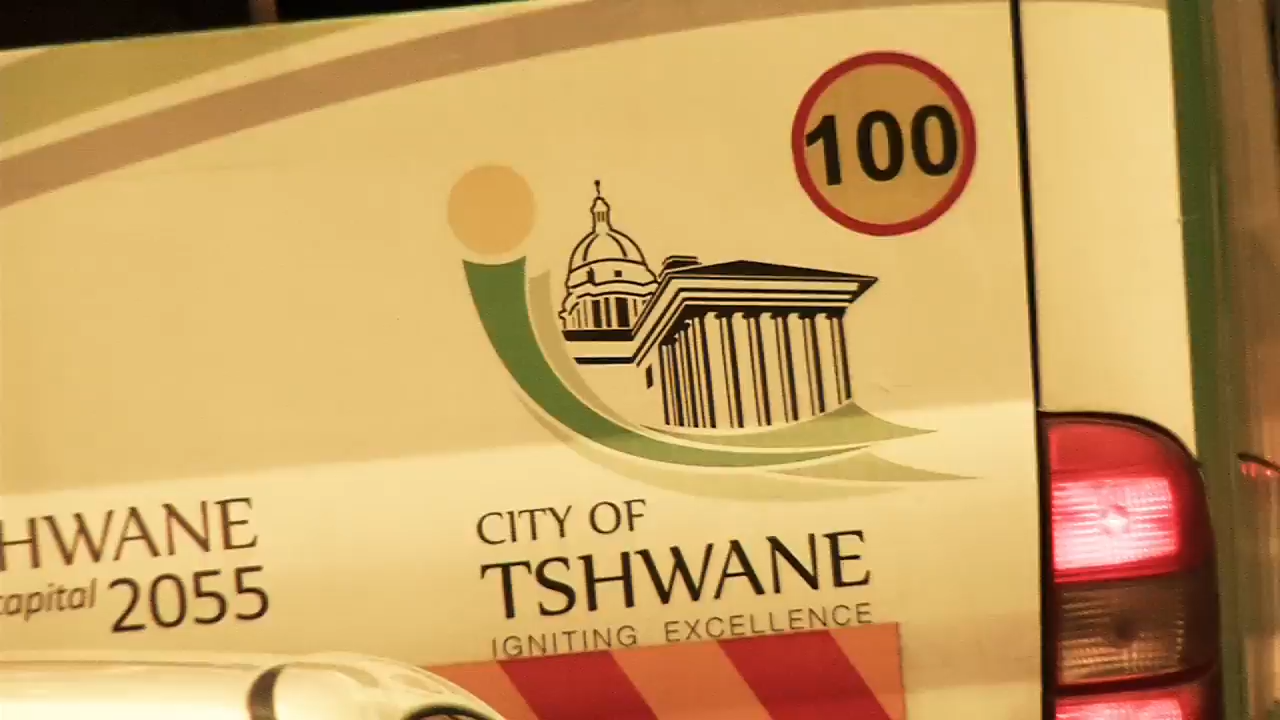 100
HWANE
capital 2055
CITY OF
TSHWANE
IGNITING EXCELLENCE